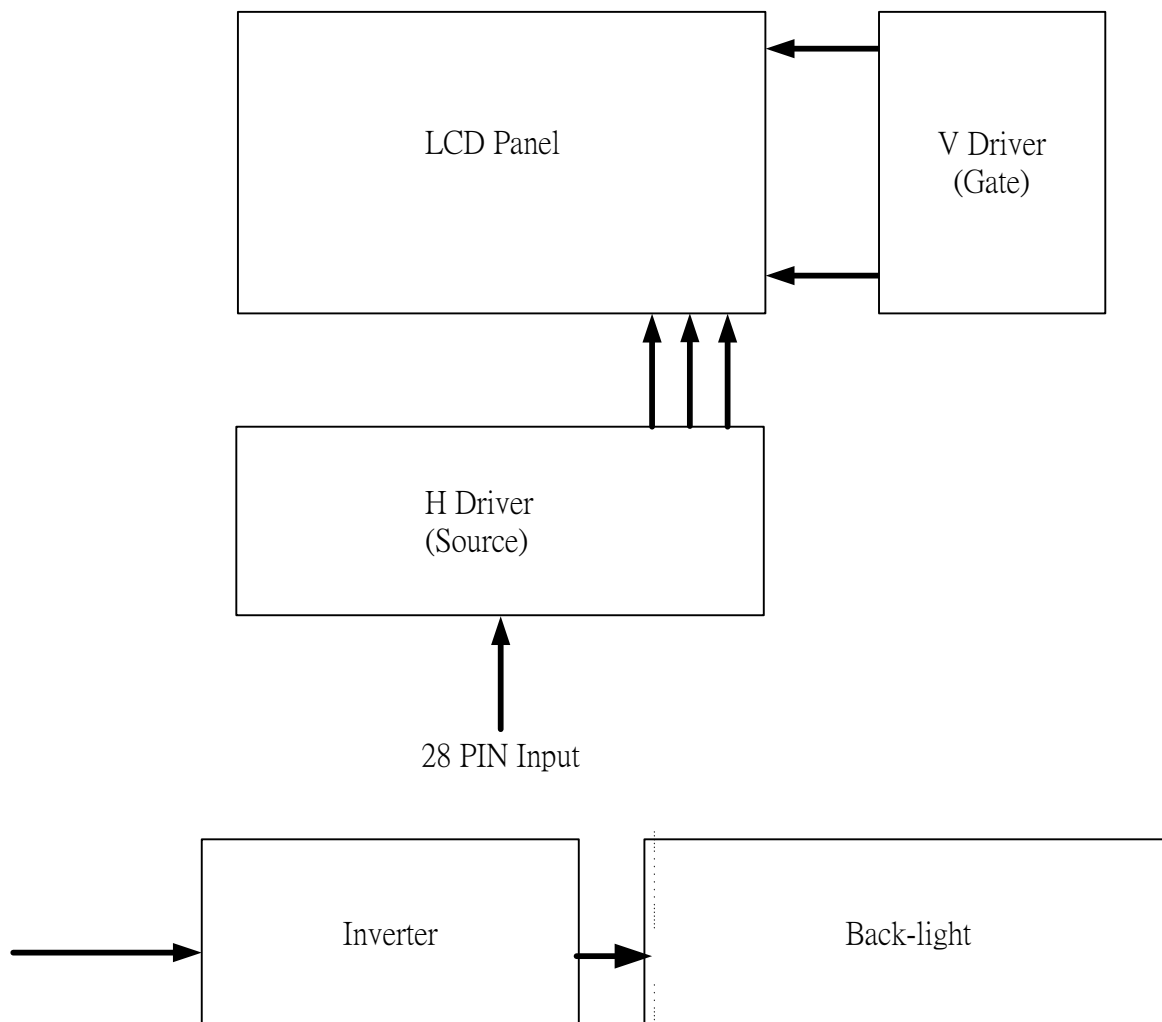 LCD Panel
V Driver
(Gate)
H Driver
(Source)
28 PIN Input
Inverter
Back-light